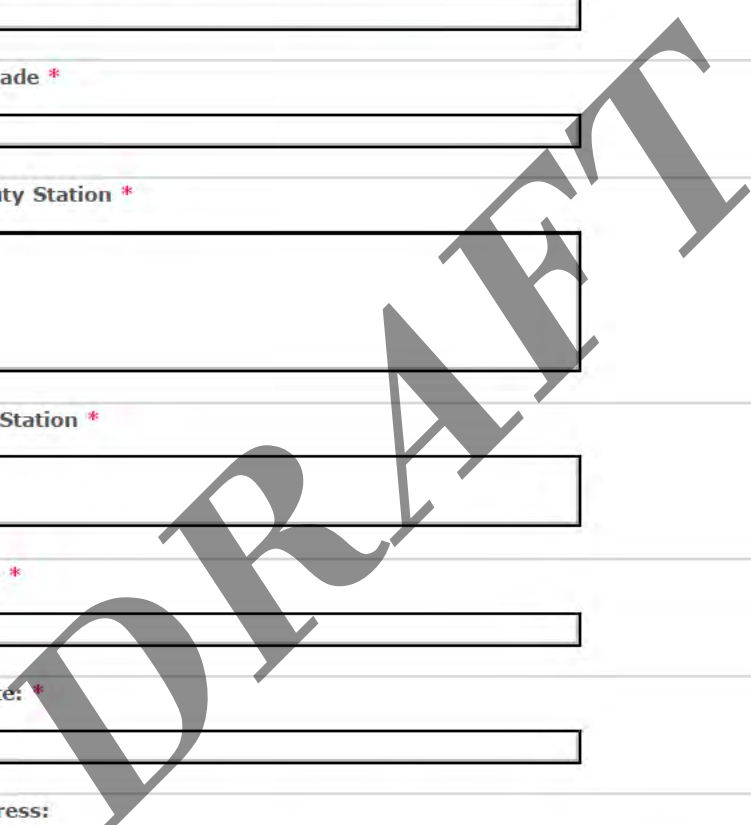 ade *
ty Station *
Station *
*
e: *
ress:
DRAFT